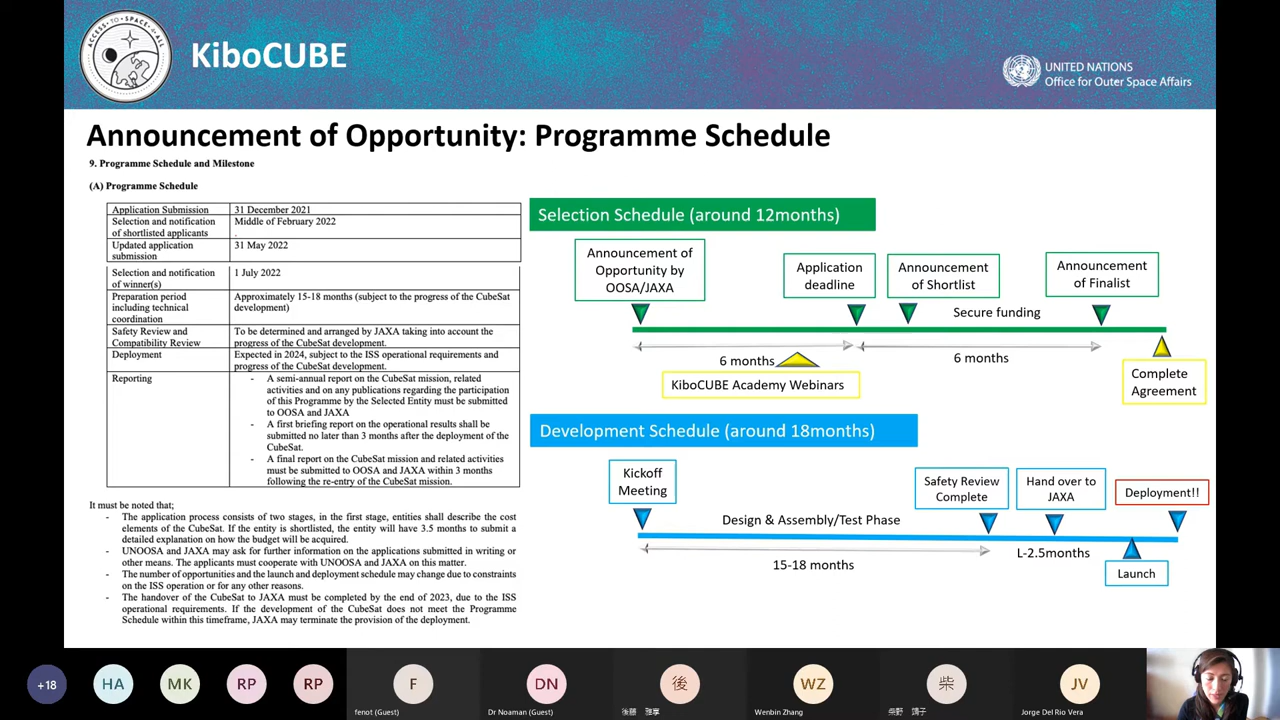 ACCESS TO SPACE 4 ALL
KiboCUBE
UNITED NATIONS
Office for Outer Space Affairs
Announcement of Opportunity: Programme Schedule
9. Programme Schedule and Milestone
(A) Programme Schedule
Application Submission
31 December 2021
Selection and notification
of shortlisted applicants
Middle of February 2022
.
Updated application
submission
31 May 2022
Selection and notification
of winner(s)
1 July 2022
Preparation period
including technical
coordination
Approximately 15-18 months (subject to the progress of the CubeSat
development)
Safety Review and
Compatibility Review
To be determined and arranged by JAXA taking into account the
progress of the CubeSat development.
Deployment
Expected in 2024, subject to the ISS operational requirements and
progress of the CubeSat development.
Reporting
- A semi-annual report on the CubeSat mission, related
activities and on any publications regarding the participation
of this Programme by the Selected Entity must be submitted
to OOSA and JAXA
- A first briefing report on the operational results shall be
submitted no later than 3 months after the deployment of the
CubeSat.
- A final report on the CubeSat mission and related activities
must be submitted to OOSA and JAXA within 3 months
following the re-entry of the CubeSat mission.
It must be noted that;
- The application process consists of two stages, in the first stage, entities shall describe the cost
elements of the CubeSat. If the entity is shortlisted, the entity will have 3.5 months to submit a
detailed explanation on how the budget will be acquired.
- UNOOSA and JAXA may ask for further information on the applications submitted in writing or
other means. The applicants must cooperate with UNOOSA and JAXA on this matter.
- The number of opportunities and the launch and deployment schedule may change due to constraints
on the ISS operation or for any other reasons.
- The handover of the CubeSat to JAXA must be completed by the end of 2023, due to the ISS
operational requirements. If the development of the CubeSat does not meet the Programme
Schedule within this timeframe, JAXA may terminate the provision of the deployment.
Selection Schedule (around 12months)
Announcement of
Opportunity by
OOSA/JAXA
Application
deadline
Announcement
of Shortlist
Announcement
of Finalist
Secure funding
6 months
6 months
KiboCUBE Academy Webinars
Complete
Agreement
Development Schedule (around 18months)
Kickoff
Meeting
Safety Review
Complete
Hand over to
JAXA
Deployment!!
Design & Assembly/Test Phase
15-18 months
L-2.5months
Launch
+18
HA
MK
RP
RP
F
fenot (Guest)
DN
Dr Noaman (Guest)
後
後藤 雅享
WZ
Wenbin Zhang
柴
JV
Jorge Del Rio Vera